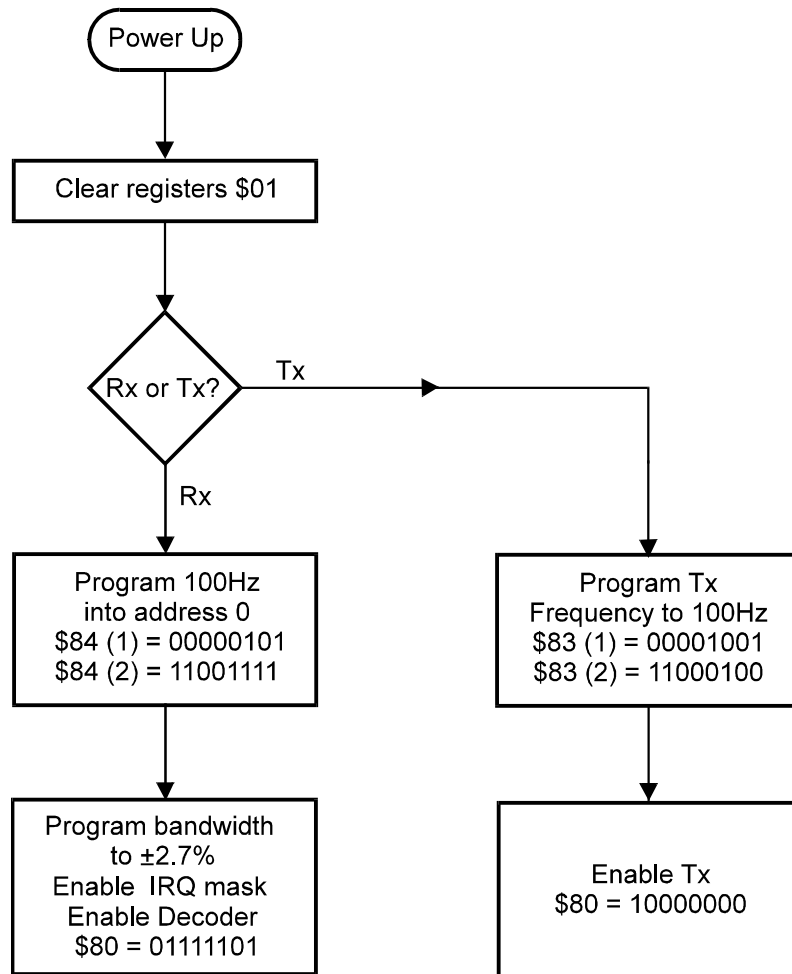 Power Up
Clear registers $01
Rx or Tx?
Tx
Rx
Program 100Hz
into address 0
$84 (1) = 00000101
$84 (2) = 11001111
Program Tx
Frequency to 100Hz
$83 (1) = 00001001
$83 (2) = 11000100
Program bandwidth
to ±2.7%
Enable IRQ mask
Enable Decoder
$80 = 01111101
Enable Tx
$80 = 10000000